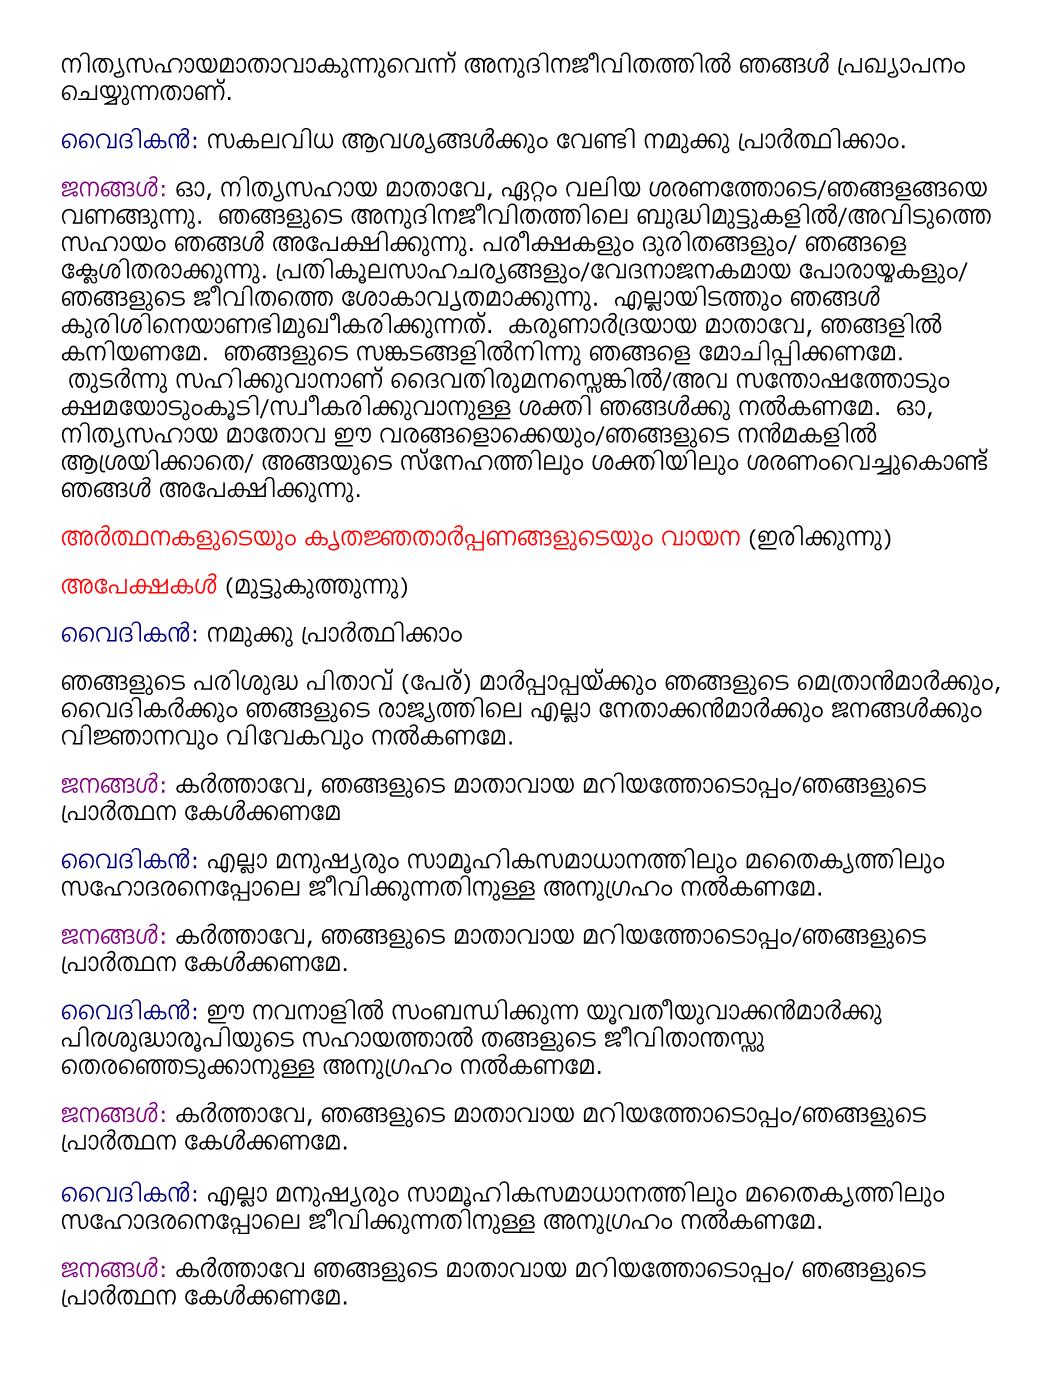 നിത്യസഹായമാതാവാകുന്നുവെന്ന് അനുദിനജീവിതത്തിൽ ഞങ്ങൾ പ്രഖ്യാപനം
ചെയ്യുന്നതാണ്.
വൈദികൻ: സകലവിധ ആവശ്യങ്ങൾക്കും വേണ്ടി നമുക്കു പ്രാർത്ഥിക്കാം.
ജനങ്ങൾ: ഓ, നിത്യസഹായ മാതാവേ, ഏറ്റം വലിയ ശരണത്തോടെ/ഞങ്ങളങ്ങയെ
വണങ്ങുന്നു.  ഞങ്ങളുടെ അനുദിനജീവിതത്തിലെ ബുദ്ധിമുട്ടുകളിൽ/അവിടുത്തെ
സഹായം ഞങ്ങൾ അപേക്ഷിക്കുന്നു. പരീക്ഷകളും ദുരിതങ്ങളും/ ഞങ്ങളെ
ക്ലേശിതരാക്കുന്നു. പ്രതികൂലസാഹചര്യങ്ങളും/വേദനാജനകമായ പോരായ്മകളും/
ഞങ്ങളുടെ ജീവിതത്തെ ശോകാവൃതമാക്കുന്നു.  എല്ലായിടത്തും ഞങ്ങൾ
കുരിശിനെയാണഭിമുഖീകരിക്കുന്നത്.  കരുണാർദ്രയായ മാതാവേ, ഞങ്ങളിൽ
കനിയണമേ.  ഞങ്ങളുടെ സങ്കടങ്ങളിൽനിന്നു ഞങ്ങളെ മോചിപ്പിക്കണമേ.
തുടർന്നു സഹിക്കുവാനാണ് ദൈവതിരുമനസ്സെങ്കിൽ/അവ സന്തോഷത്തോടും
ക്ഷമയോടുംകൂടി/സ്വീകരിക്കുവാനുള്ള ശക്തി ഞങ്ങൾക്കു നൽകണമേ.  ഓ,
നിത്യസഹായ മാതോവ ഈ വരങ്ങളൊക്കെയും/ഞങ്ങളുടെ നൻമകളിൽ
ആശ്രയിക്കാതെ/ അങ്ങയുടെ സ്നേഹത്തിലും ശക്തിയിലും ശരണംവെച്ചുകൊണ്ട്
ഞങ്ങൾ അപേക്ഷിക്കുന്നു.
അർത്ഥനകളുടെയും കൃതജ്ഞതാർപ്പണങ്ങളുടെയും വായന (ഇരിക്കുന്നു)
അപേക്ഷകൾ (മുട്ടുകുത്തുന്നു)
വൈദികൻ: നമുക്കു പ്രാർത്ഥിക്കാം
ഞങ്ങളുടെ പരിശുദ്ധ പിതാവ് (പേര്) മാർപ്പാപ്പയ്ക്കും ഞങ്ങളുടെ മെത്രാൻമാർക്കും,
വൈദികർക്കും ഞങ്ങളുടെ രാജ്യത്തിലെ എല്ലാ നേതാക്കൻമാർക്കും ജനങ്ങൾക്കും
വിജ്ഞാനവും വിവേകവും നൽകണമേ.
ജനങ്ങൾ: കർത്താവേ, ഞങ്ങളുടെ മാതാവായ മറിയത്തോടൊപ്പം/ഞങ്ങളുടെ
പ്രാർത്ഥന കേൾക്കണമേ
വൈദികൻ: എല്ലാ മനുഷ്യരും സാമൂഹികസമാധാനത്തിലും മതൈക്യത്തിലും
സഹോദരനെപ്പോലെ ജീവിക്കുന്നതിനുള്ള അനുഗ്രഹം നൽകണമേ.
ജനങ്ങൾ: കർത്താവേ, ഞങ്ങളുടെ മാതാവായ മറിയത്തോടൊപ്പം/ഞങ്ങളുടെ
പ്രാർത്ഥന കേൾക്കണമേ.
വൈദികൻ: ഈ നവനാളിൽ സംബന്ധിക്കുന്ന യൂവതീയുവാക്കൻമാർക്കു
പിരശുദ്ധാരൂപിയുടെ സഹായത്താൽ തങ്ങളുടെ ജീവിതാന്തസ്സു
തെരഞ്ഞെടുക്കാനുള്ള അനുഗ്രഹം നൽകണമേ.
ജനങ്ങൾ: കർത്താവേ, ഞങ്ങളുടെ മാതാവായ മറിയത്തോടൊപ്പം/ഞങ്ങളുടെ
പ്രാർത്ഥന കേൾക്കണമേ.
വൈദികൻ: എല്ലാ മനുഷ്യരും സാമൂഹികസമാധാനത്തിലും മതൈക്യത്തിലും
സഹോദരനെപ്പോലെ ജീവിക്കുന്നതിനുള്ള അനുഗ്രഹം നൽകണമേ.
ജനങ്ങൾ: കർത്താവേ ഞങ്ങളുടെ മാതാവായ മറിയത്തോടൊപ്പം/ ഞങ്ങളുടെ
പ്രാർത്ഥന കേൾക്കണമേ.